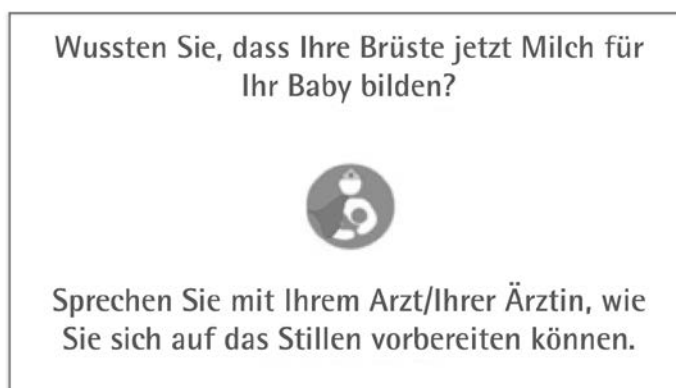 Wussten Sie, dass Ihre Brüste jetzt Milch für
Ihr Baby bilden?
Sprechen Sie mit Ihrem Arzt/Ihrer Ärztin, wie
Sie sich auf das Stillen vorbereiten können.